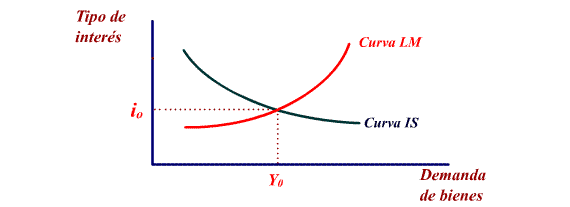 Tipo de
interés
Curva LM
i₀
Curva IS
Y₀
Demanda
de bienes